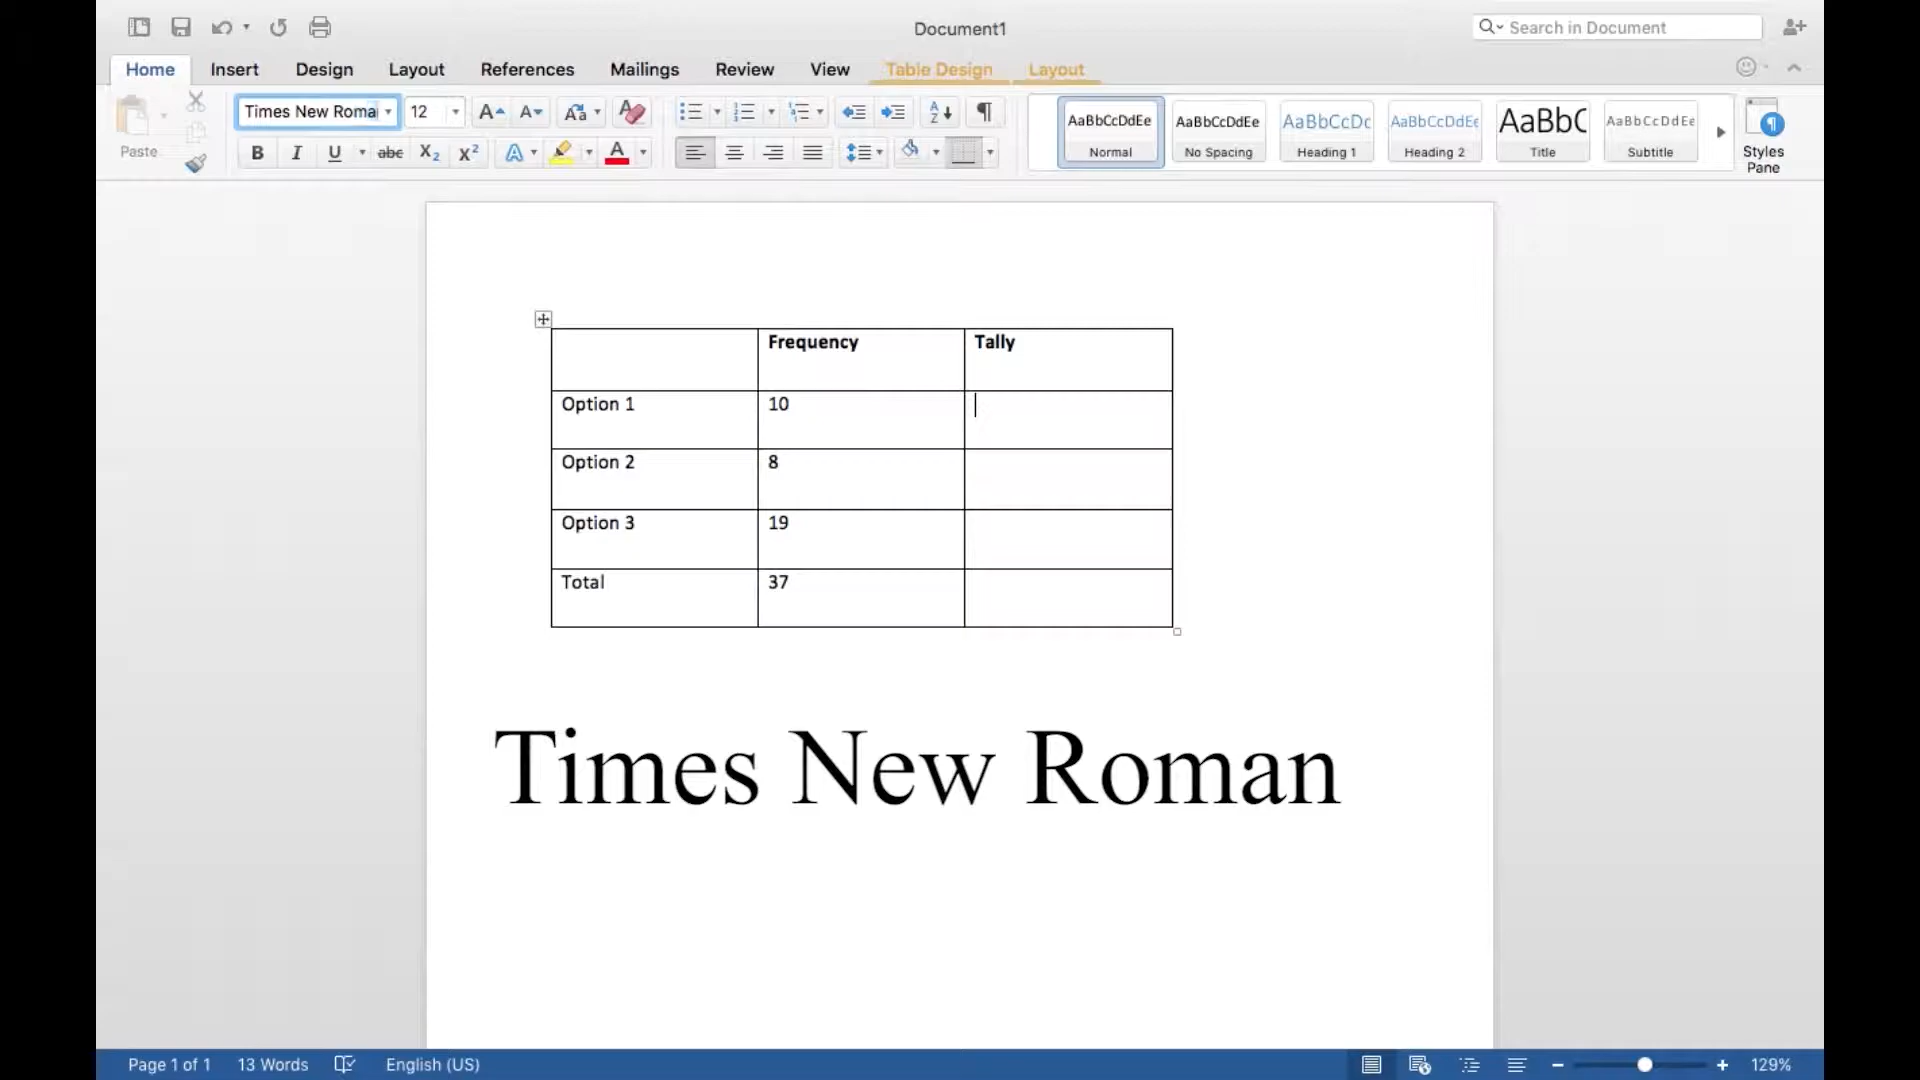 Document1
Search in Document
Home Insert Design Layout References Mailings Review View Table Design Layout
Paste
Times New Roma 12
B I U abc X2 X2 A A
AaBbCcDdEe AaBbCcDdEe AaBbCcDc AaBbCcDdEe AaBbC AaBbCcDdEe
Normal No Spacing Heading 1 Heading 2 Title Subtitle
Styles
Pane
Frequency Tally
Option 1 10
Option 2 8
Option 3 19
Total 37
Times New Roman
Page 1 of 1 13 Words English (US) 129%